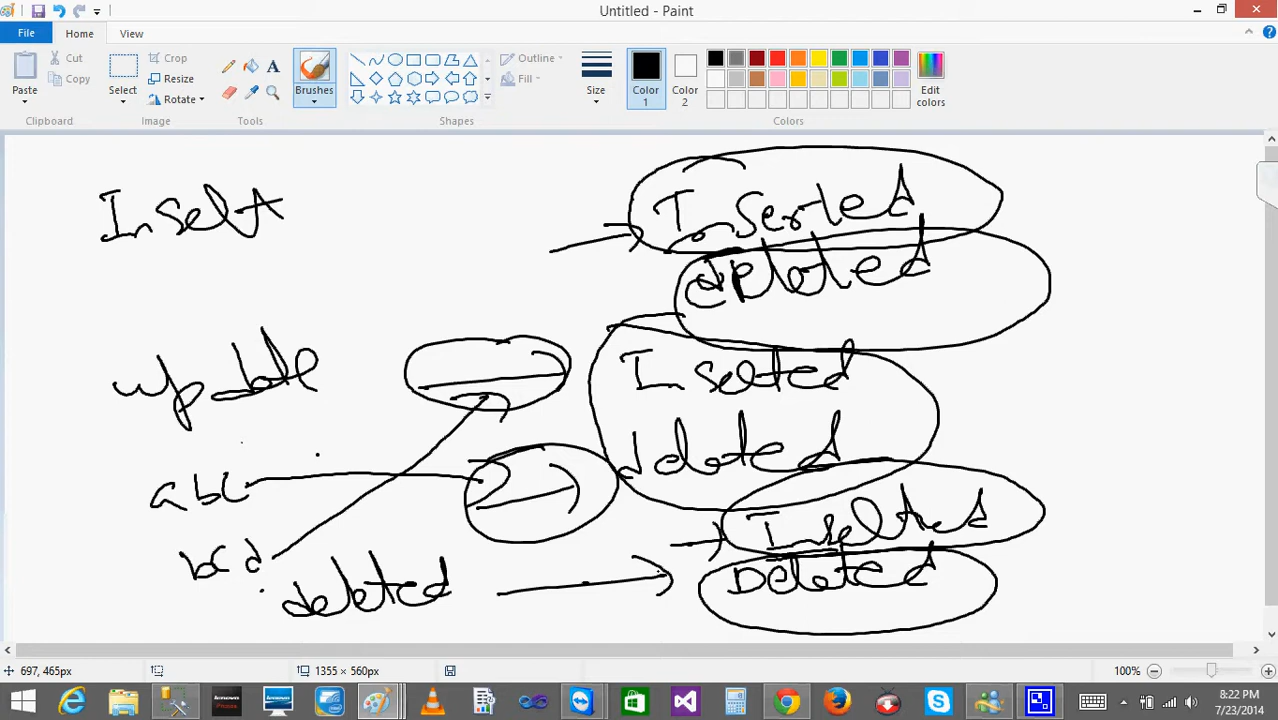 Untitled - Paint
File Home View
Paste Cut Copy Clipboard
Select Crop Resize Rotate Image
Tools
Brushes
Shapes Outline Fill
Size
Color 1 Color 2 Edit colors Colors
Insert Inserted
deleted
update Inserted
deleted
abc Inserted
bcd Deleted
deleted
697, 465px 1355 × 560px 100%
8:22 PM
7/23/2014